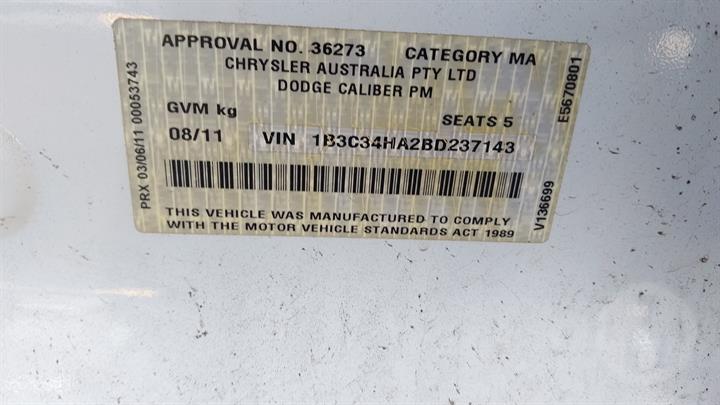 APPROVAL NO. 36273 CATEGORY MA
CHRYSLER AUSTRALIA PTY LTD
DODGE CALIBER PM
GVM kg SEATS 5
08/11 VIN 1B3C34HA2BD237143
THIS VEHICLE WAS MANUFACTURED TO COMPLY
WITH THE MOTOR VEHICLE STANDARDS ACT 1989
PRX 03/06/11 00053743
E5670801
V136699